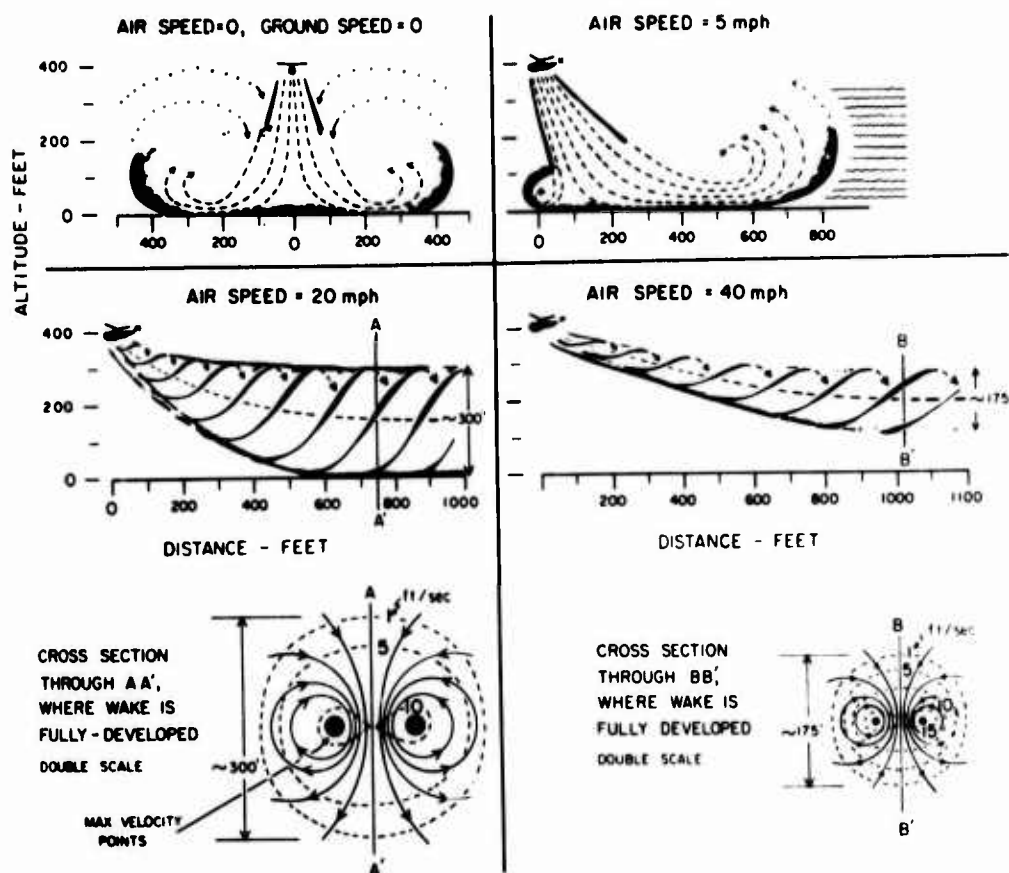 AIR SPEED=0, GROUND SPEED=0
ALTITUDE - FEET
400
200
0
400 200 0 200 400
AIR SPEED = 5 mph
0 200 400 600 800
AIR SPEED = 20 mph
400
200
0
A
~300'
A'
0 200 400 600 800 1000
DISTANCE - FEET
AIR SPEED = 40 mph
B
~175
B'
200 400 600 800 1000 1100
DISTANCE - FEET
CROSS SECTION
THROUGH AA',
WHERE WAKE IS
FULLY-DEVELOPED
DOUBLE SCALE
~300'
MAX VELOCITY
POINTS
A
ft/sec
5
10
A'
CROSS SECTION
THROUGH BB',
WHERE WAKE IS
FULLY DEVELOPED
DOUBLE SCALE
~175'
B
1 ft/sec
5
10
15
B'